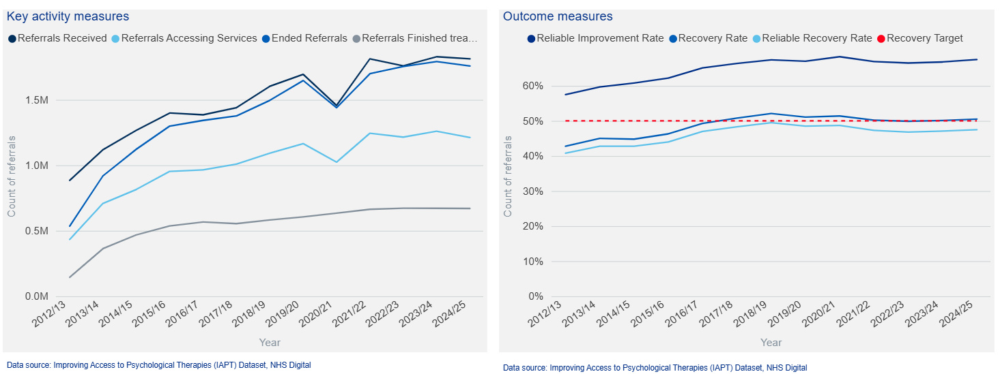 Key activity measures
Referrals Received Referrals Accessing Services Ended Referrals Referrals Finished trea…
1.5M
1.0M
0.5M
0.0M
Count of referrals
2012/13 2013/14 2014/15 2015/16 2016/17 2017/18 2018/19 2019/20 2020/21 2021/22 2022/23 2023/24 2024/25
Year
Data source: Improving Access to Psychological Therapies (IAPT) Dataset, NHS Digital
Outcome measures
Reliable Improvement Rate Recovery Rate Reliable Recovery Rate Recovery Target
60%
50%
40%
30%
20%
10%
0%
Count of referrals
2012/13 2013/14 2014/15 2015/16 2016/17 2017/18 2018/19 2019/20 2020/21 2021/22 2022/23 2023/24 2024/25
Year
Data source: Improving Access to Psychological Therapies (IAPT) Dataset, NHS Digital